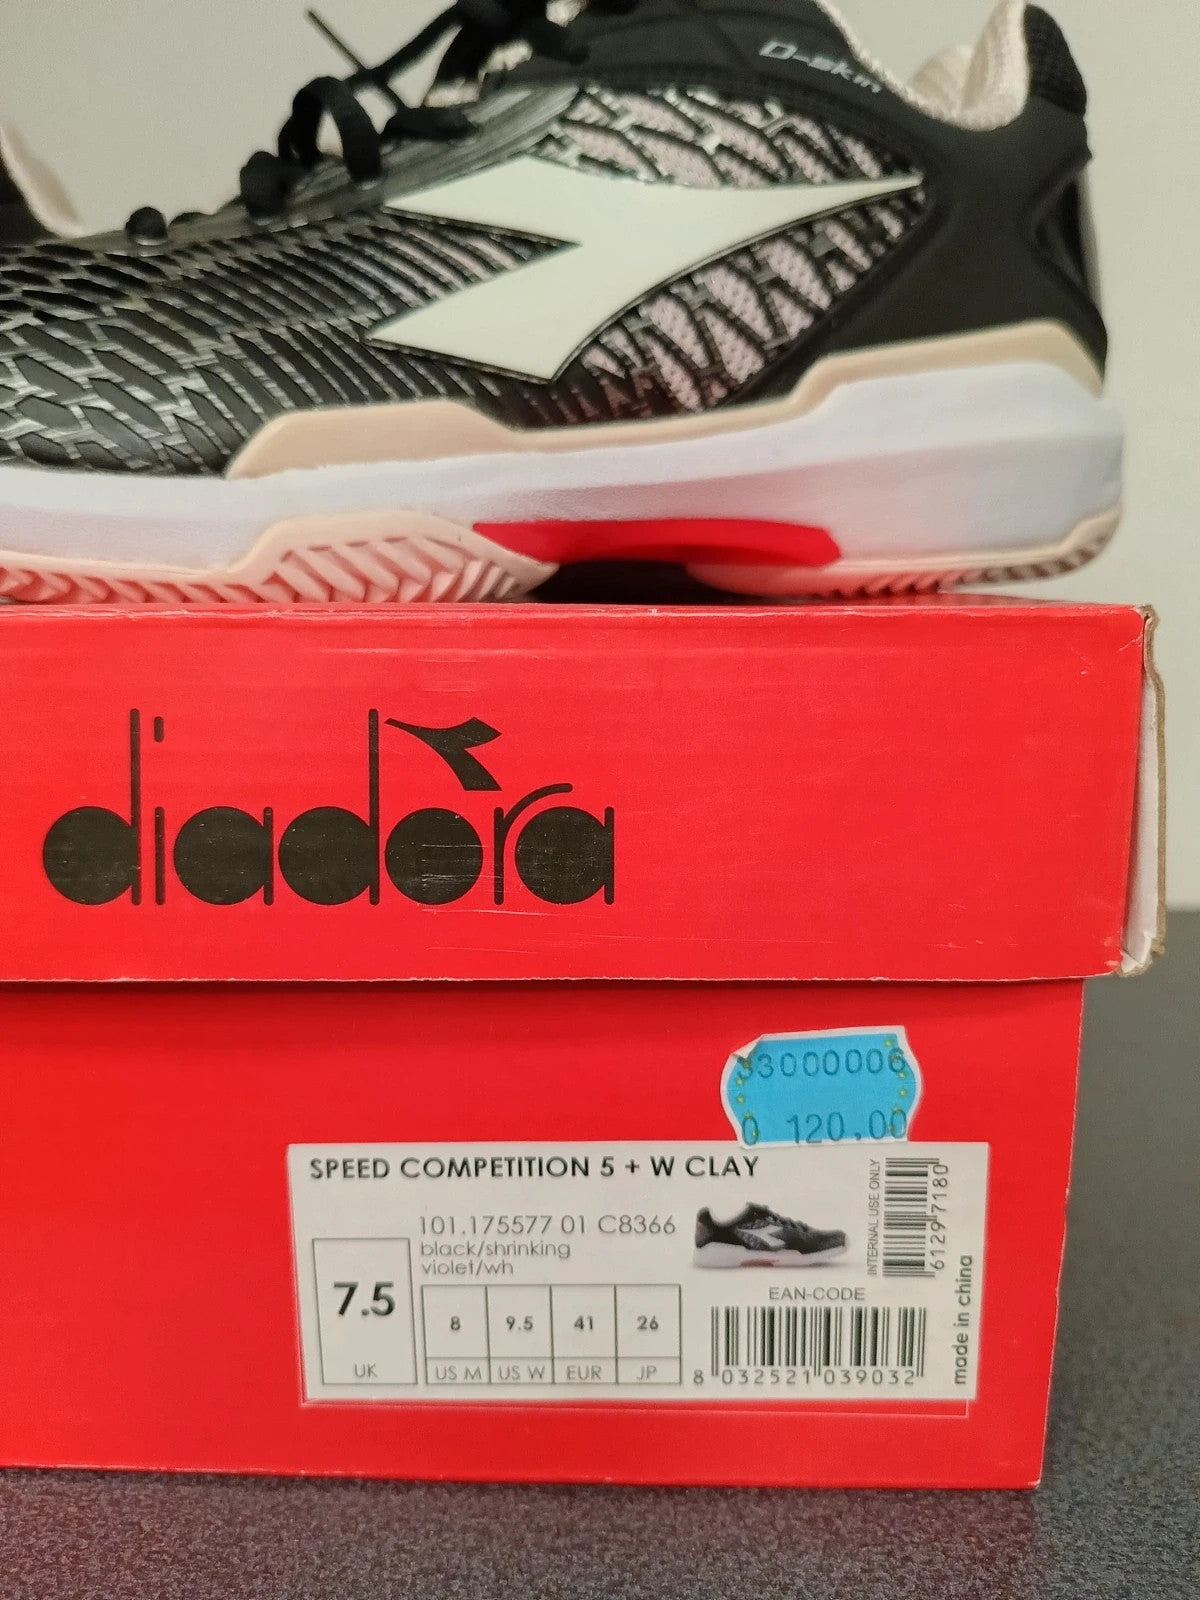 D-skin
diadora
33000006
0 120,00
SPEED COMPETITION 5 + W CLAY
101.175577 01 C8366
black/shrinking
violet/wh
7.5
UK
8
9.5
41
26
US M
US W
EUR
JP
INTERNAL USE ONLY
61297180
EAN-CODE
8 032521 039032
made in china